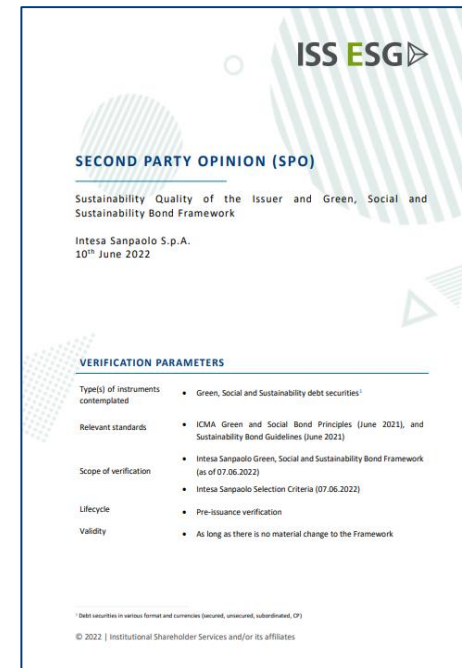 ISS ESG
SECOND PARTY OPINION (SPO)
Sustainability Quality of the Issuer and Green, Social and
Sustainability Bond Framework
Intesa Sanpaolo S.p.A.
10th June 2022
VERIFICATION PARAMETERS
Type(s) of instruments
contemplated
• Green, Social and Sustainability debt securities1
Relevant standards
• ICMA Green and Social Bond Principles (June 2021), and
Sustainability Bond Guidelines (June 2021)
Scope of verification
• Intesa Sanpaolo Green, Social and Sustainability Bond Framework
(as of 07.06.2022)
• Intesa Sanpaolo Selection Criteria (07.06.2022)
Lifecycle
• Pre-issuance verification
Validity
• As long as there is no material change to the Framework
1 Debt securities in various format and currencies (secured, unsecured, subordinated, CP)
© 2022 | Institutional Shareholder Services and/or its affiliates